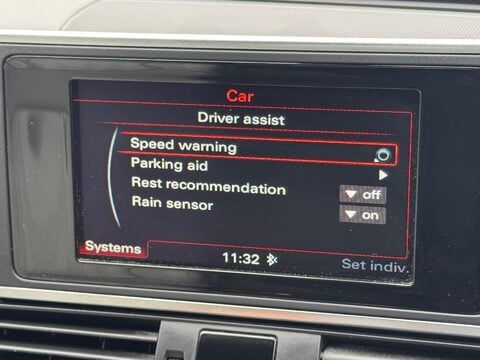 Car
Driver assist
Speed warning
Parking aid
Rest recommendation off
Rain sensor on
Systems
11:32
Set indiv.